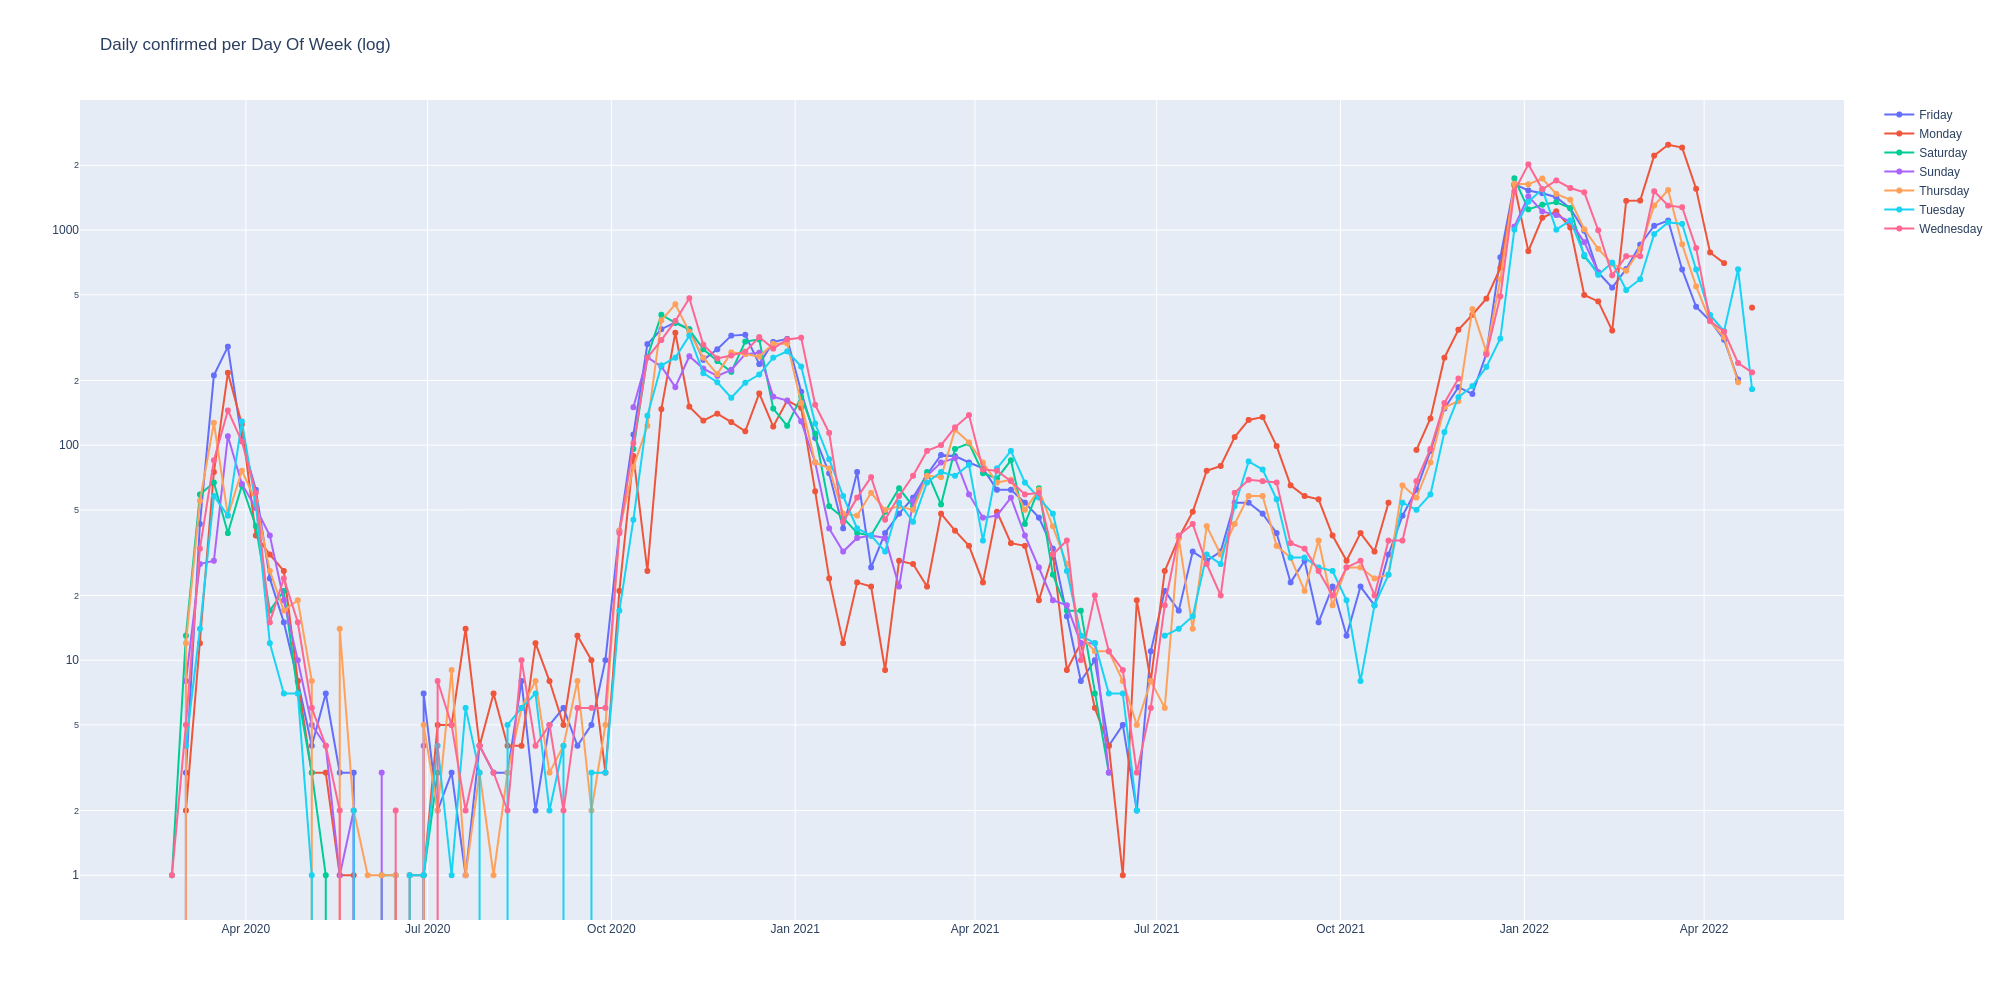 Daily confirmed per Day Of Week (log)
Friday
Monday
Saturday
Sunday
Thursday
Tuesday
Wednesday
2
1000
5
2
100
5
2
10
5
2
1
Apr 2020
Jul 2020
Oct 2020
Jan 2021
Apr 2021
Jul 2021
Oct 2021
Jan 2022
Apr 2022